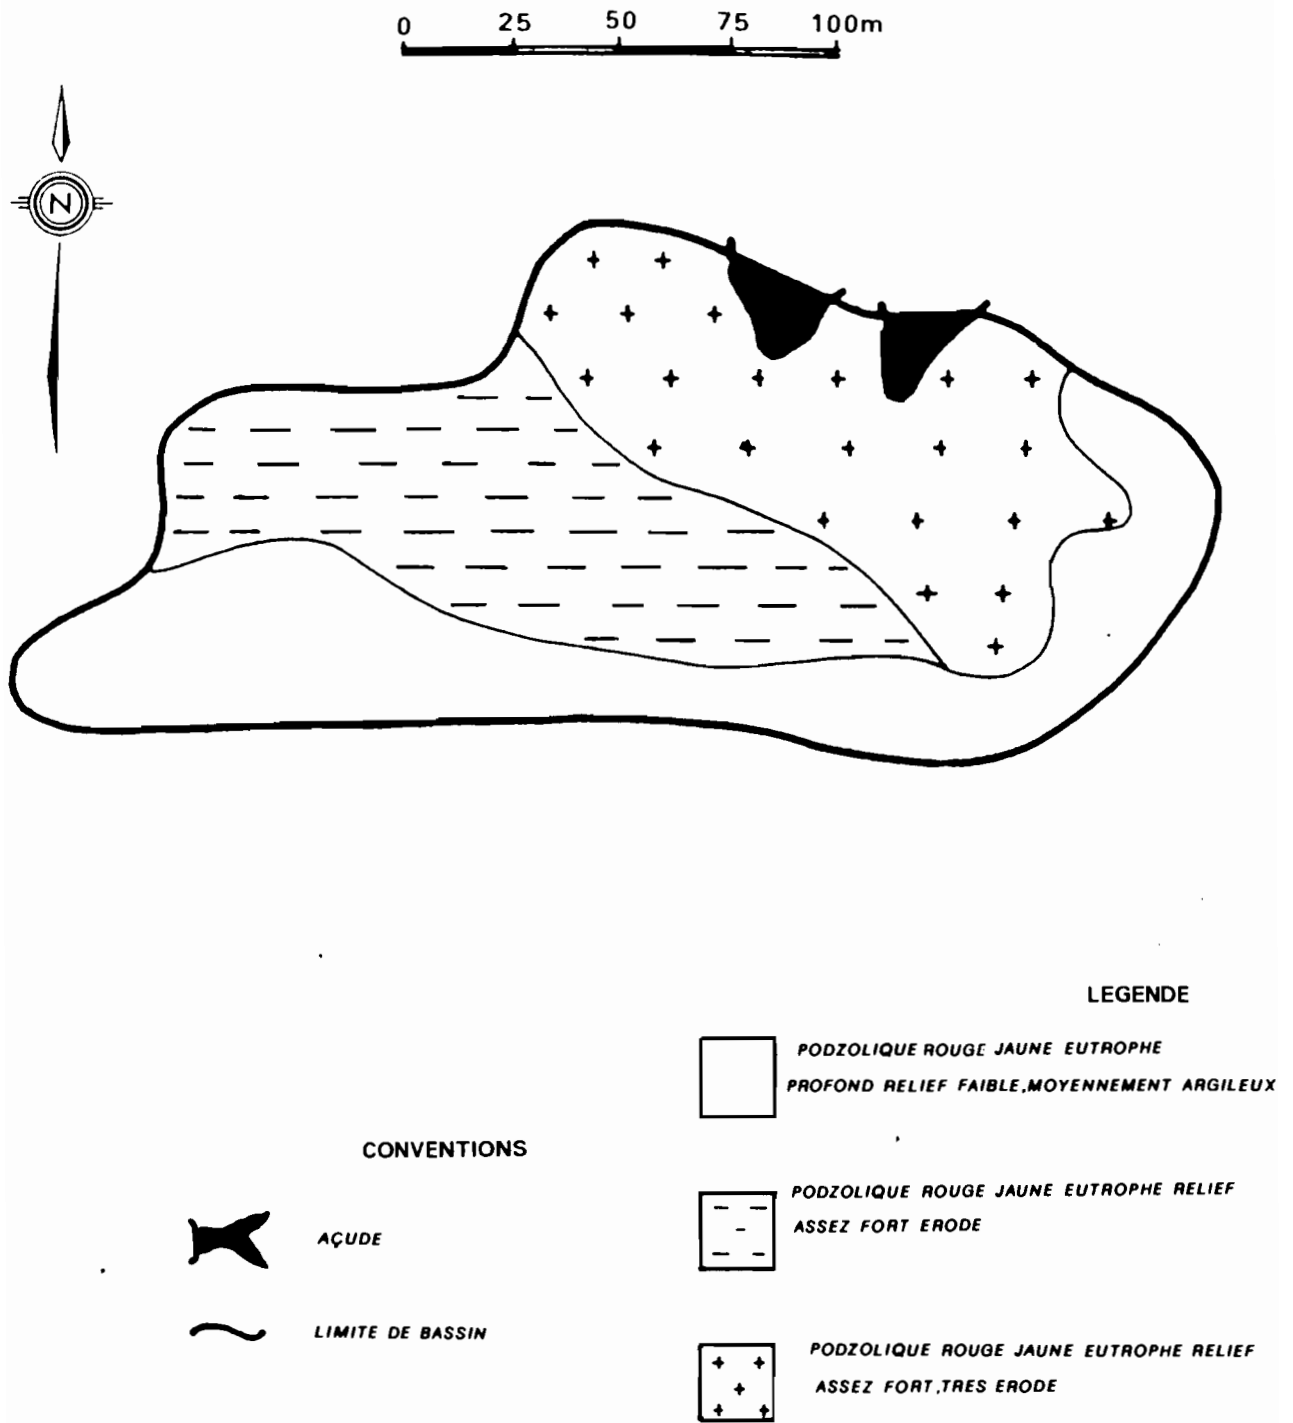 0 25 50 75 100m
N
LEGENDE
PODZOLIQUE ROUGE JAUNE EUTROPHE
PROFOND RELIEF FAIBLE,MOYENNEMENT ARGILEUX
CONVENTIONS
PODZOLIQUE ROUGE JAUNE EUTROPHE RELIEF
ASSEZ FORT ERODE
AÇUDE
LIMITE DE BASSIN
PODZOLIQUE ROUGE JAUNE EUTROPHE RELIEF
ASSEZ FORT,TRES ERODE